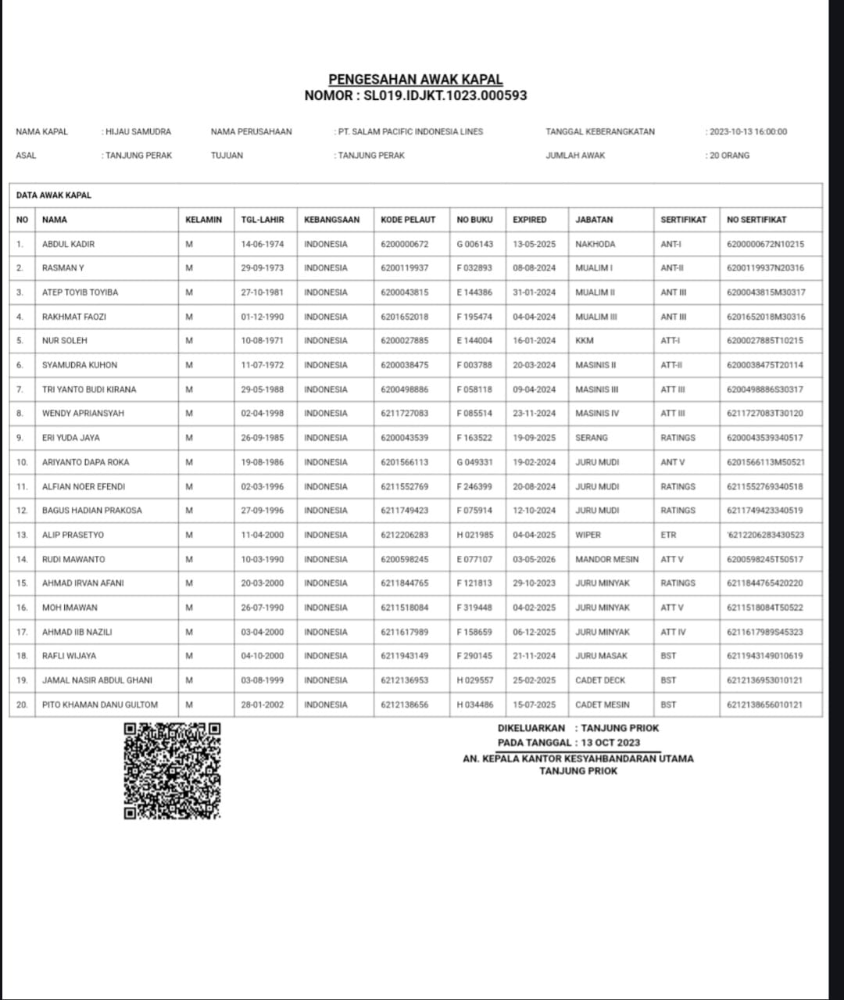 PENGESAHAN AWAK KAPAL
NOMOR : SL019.IDJKT.1023.000593
NAMA KAPAL : HIJAU SAMUDRA NAMA PERUSAHAAN : PT. SALAM PACIFIC INDONESIA LINES TANGGAL KEBERANGKATAN : 2023-10-13 16:00:00
ASAL : TANJUNG PERAK TUJUAN : TANJUNG PERAK JUMLAH AWAK : 20 ORANG
DATA AWAK KAPAL
NO NAMA KELAMIN TGL-LAHIR KEBANGSAAN KODE PELAUT NO BUKU EXPIRED JABATAN SERTIFIKAT NO SERTIFIKAT
1. ABDUL KADIR M 14-06-1974 INDONESIA 6200000672 G 006143 13-05-2025 NAKHODA ANT-I 6200000672N10215
2. RASMAN Y M 29-09-1973 INDONESIA 6200119937 F 032893 08-08-2024 MUALIM I ANT-II 6200119937N20316
3. ATEP TOYIB TOYIBA M 27-10-1981 INDONESIA 6200043815 E 144386 31-01-2024 MUALIM II ANT III 6200043815M30317
4. RAKHMAT FAOZI M 01-12-1990 INDONESIA 6201652018 F 195474 04-04-2024 MUALIM III ANT III 6201652018M30316
5. NUR SOLEH M 10-08-1971 INDONESIA 6200027885 E 144004 16-01-2024 KKM ATT-I 6200027885T10215
6. SYAMUDRA KUHON M 11-07-1972 INDONESIA 6200038475 F 003788 20-03-2024 MASINIS II ATT-II 6200038475T20114
7. TRI YANTO BUDI KIRANA M 29-05-1988 INDONESIA 6200498886 F 058118 09-04-2024 MASINIS III ATT III 6200498886S30317
8. WENDY APRIANSYAH M 02-04-1998 INDONESIA 6211727083 F 085514 23-11-2024 MASINIS IV ATT III 6211727083T30120
9. ERI YUDA JAYA M 26-09-1985 INDONESIA 6200043539 F 163522 19-09-2025 SERANG RATINGS 6200043539340517
10. ARIYANTO DAPA ROKA M 19-08-1986 INDONESIA 6201566113 G 049331 19-02-2024 JURU MUDI ANT V 6201566113M50521
11. ALFIAN NOER EFENDI M 02-03-1996 INDONESIA 6211552769 F 246399 20-08-2024 JURU MUDI RATINGS 6211552769340518
12. BAGUS HADIAN PRAKOSA M 27-09-1996 INDONESIA 6211749423 F 075914 12-10-2024 JURU MUDI RATINGS 6211749423340519
13. ALIP PRASETYO M 11-04-2000 INDONESIA 6212206283 H 021985 04-04-2025 WIPER ETR '6212206283430523
14. RUDI MAWANTO M 10-03-1990 INDONESIA 6200598245 E 077107 03-05-2026 MANDOR MESIN ATT V 6200598245T50517
15. AHMAD IRVAN AFANI M 20-03-2000 INDONESIA 6211844765 F 121813 29-10-2023 JURU MINYAK RATINGS 6211844765420220
16. MOH IMAWAN M 26-07-1990 INDONESIA 6211518084 F 319448 04-02-2025 JURU MINYAK ATT V 6211518084T50522
17. AHMAD IIB NAZILI M 03-04-2000 INDONESIA 6211617989 F 158659 06-12-2025 JURU MINYAK ATT IV 6211617989S45323
18. RAFLI WIJAYA M 04-10-2000 INDONESIA 6211943149 F 290145 21-11-2024 JURU MASAK BST 6211943149010619
19. JAMAL NASIR ABDUL GHANI M 03-08-1999 INDONESIA 6212136953 H 029557 25-02-2025 CADET DECK BST 6212136953010121
20. PITO KHAMAN DANU GULTOM M 28-01-2002 INDONESIA 6212138656 H 034486 15-07-2025 CADET MESIN BST 6212138656010121
DIKELUARKAN : TANJUNG PRIOK
PADA TANGGAL : 13 OCT 2023
AN. KEPALA KANTOR KESYAHBANDARAN UTAMA
TANJUNG PRIOK